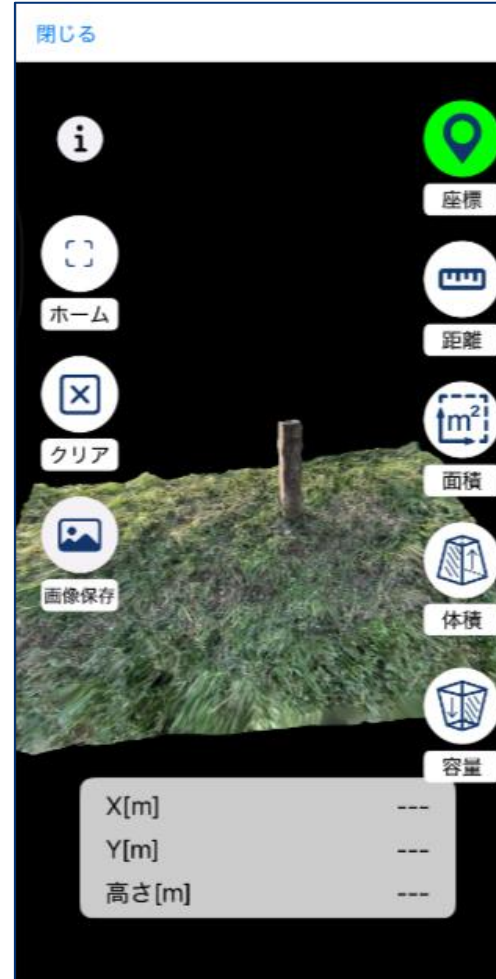 閉じる
i
座標
ホーム
距離
クリア
m²
面積
画像保存
体積
容量
X[m] ---
Y[m] ---
高さ[m] ---